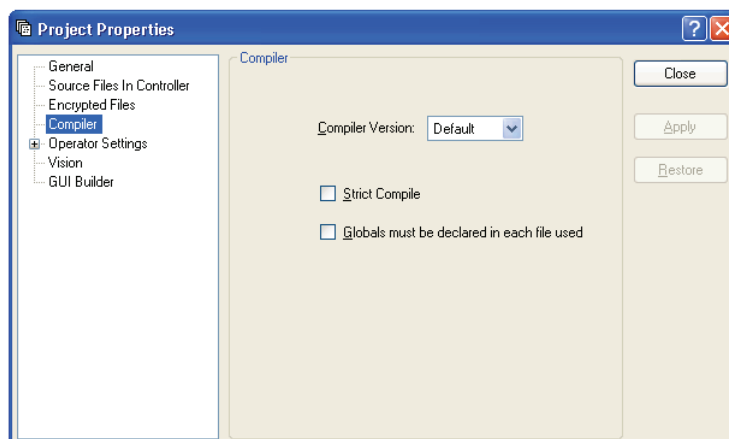 Project Properties
General
Source Files In Controller
Encrypted Files
Compiler
Operator Settings
Vision
GUI Builder
Compiler
Compiler Version: Default
Strict Compile
Globals must be declared in each file used
Close
Apply
Restore